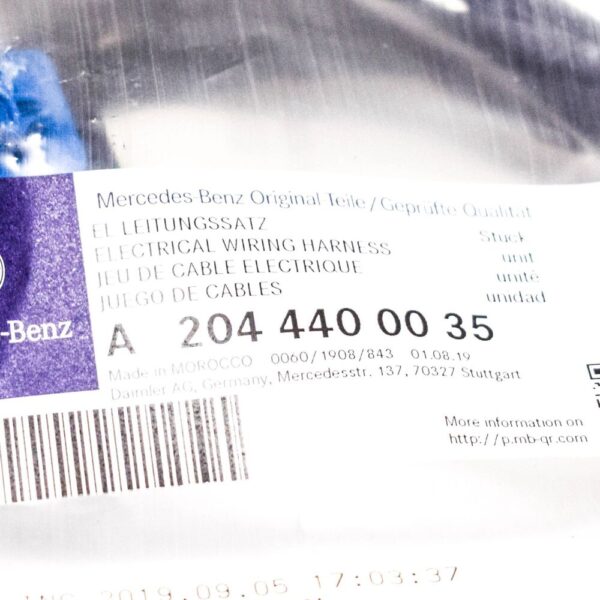 Mercedes-Benz Original-Teile/Geprüfte Qualität
EL LEITUNGSSATZ Stück
ELECTRICAL WIRING HARNESS unit
JEU DE CABLE ELECTRIQUE unité
JUEGO DE CABLES unidad
-Benz
A 204 440 00 35
Made in MOROCCO 0060/1908/843 01.08.19
Daimler AG, Germany, Mercedesstr. 137, 70327 Stuttgart
More information on
http://p.mb-qr.com
2019.09.05 17:03:37